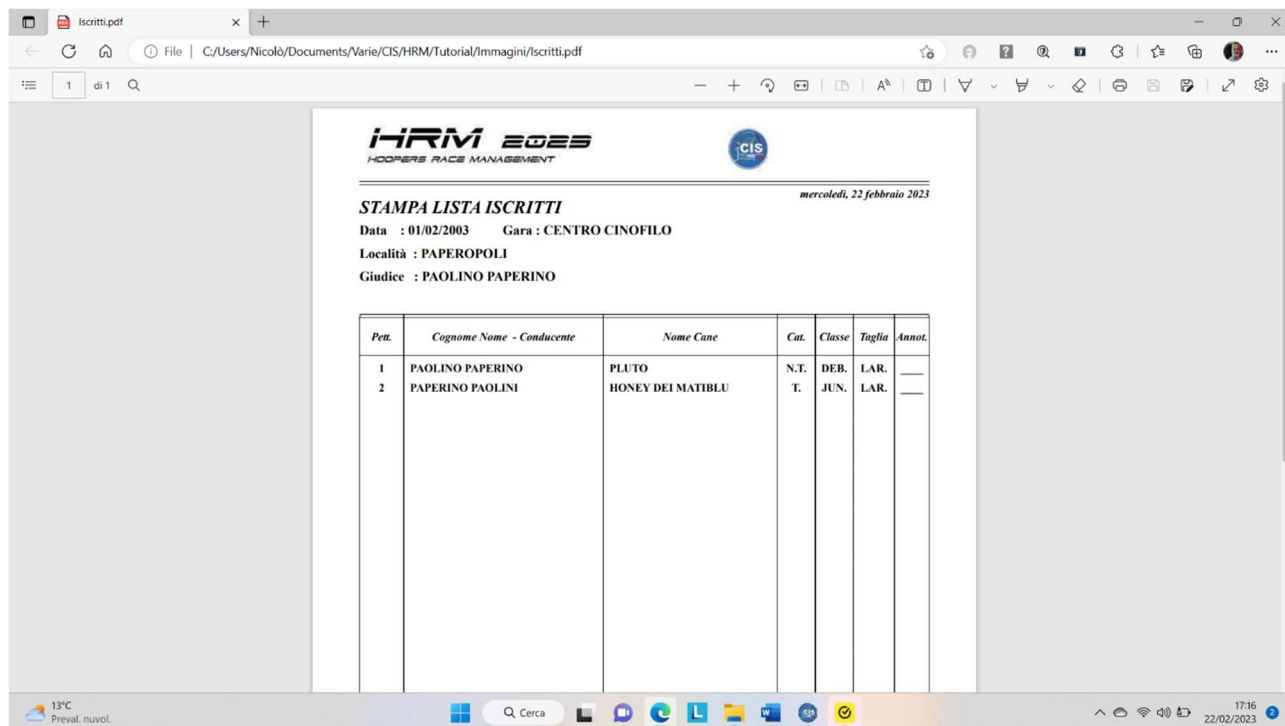 Iscritti.pdf
File | C:/Users/Nicolò/Documents/Varie/CIS/HRM/Tutorial/Immagini/Iscritti.pdf
1 di 1
HRM 2023
HOOPERS RACE MANAGEMENT
CIS
mercoledì, 22 febbraio 2023
STAMPA LISTA ISCRITTI
Data : 01/02/2003 Gara : CENTRO CINOFILO
Località : PAPEROPOLI
Giudice : PAOLINO PAPERINO
Pett. Cognome Nome - Conducente Nome Cane Cat. Classe Taglia Annot.
1 PAOLINO PAPERINO PLUTO N.T. DEB. LAR. ____
2 PAPERINO PAOLINI HONEY DEI MATIBLU T. JUN. LAR. ____
13°C
Preval. nuvol.
Cerca
17:16
22/02/2023
2